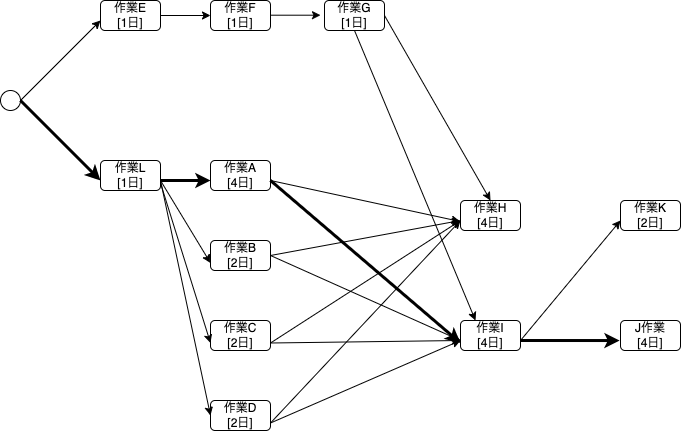 作業E
[1日]
作業F
[1日]
作業G
[1日]
作業L
[1日]
作業A
[4日]
作業H
[4日]
作業K
[2日]
作業B
[2日]
作業C
[2日]
作業I
[4日]
J作業
[4日]
作業D
[2日]